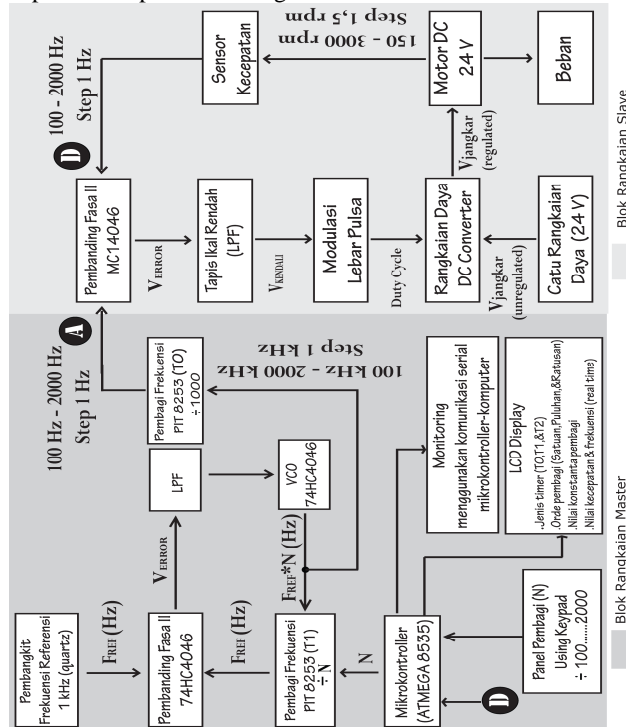 Pembangkit
Frekuensi Referensi
1 kHz (quartz)
FREF (Hz)
Pembanding Fasa II
74HC4046
VERROR
LPF
VCO
74HC4046
FREF*N (Hz)
FREF (Hz)
Pembagi Frekuensi
PIT 8253 (T1)
÷ N
N
Mikrokontroller
(ATMEGA 8535)
D
Panel Pembagi (N)
Using Keypad
÷ 100.......2000
Monitoring
menggunakan komunikasi serial
mikrokontroller-komputer
LCD Display
.Jenis timer (TO,T1,&T2)
.Orde pembagi (Satuan,Puluhan,&Ratusan)
.Nilai konstanta pembagi
.Nilai kecepatan & frekuensi (real tims)
100 kHz - 2000 kHz
Step 1 kHz
Pembagi Frekuensi
PIT 8253 (TO)
÷1000
100 Hz - 2000 Hz
Step 1 Hz
A
Pembanding Fasa II
MC14046
D
100 - 2000 Hz
Step 1 Hz
VERROR
Tapis Ikal Rendah
(LPF)
VKENDALI
Modulasi
Lebar Pulsa
Duty Cycle
Rangkaian Daya
DC Converter
Vjangkar
(unregulated)
Catu Rangkaian
Daya (24 V)
Vjangkar
(regulated)
Motor DC
24 V
Beban
150 - 3000 rpm
Step 1,5 rpm
Sensor
Kecepatan
Blok Rangkaian Master
Blok Rangkaian Slave